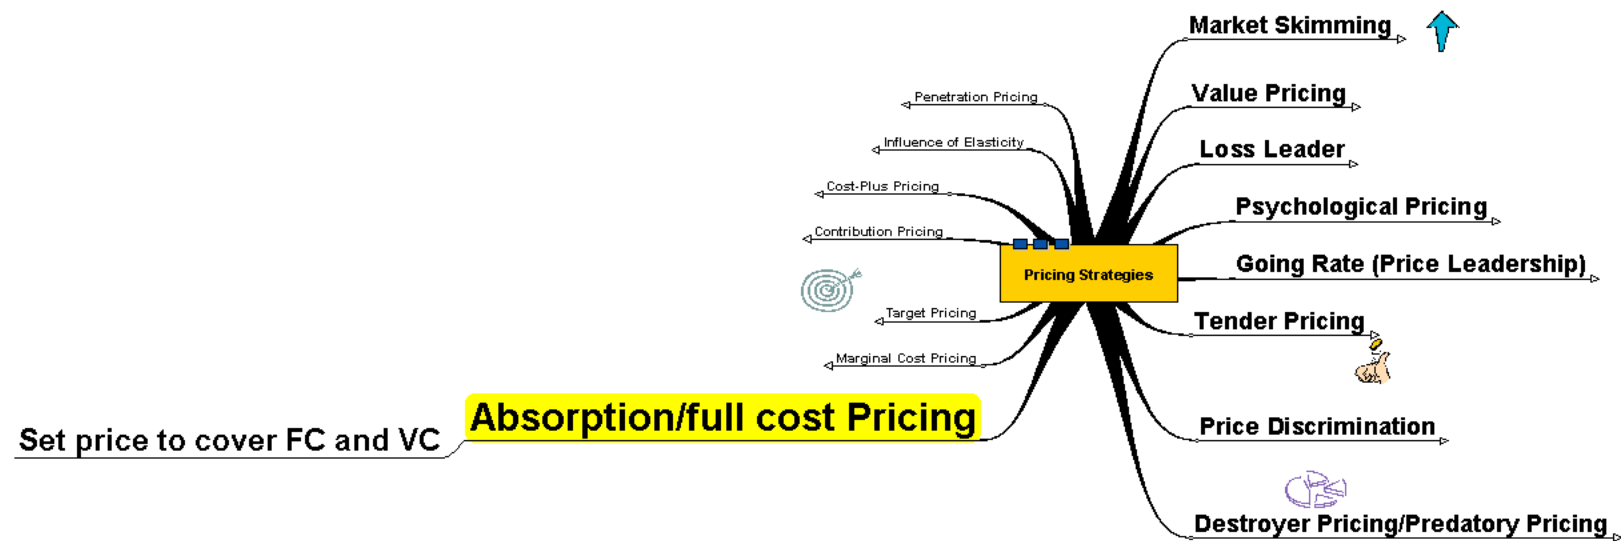 Market Skimming
Penetration Pricing
Value Pricing
Influence of Elasticity
Loss Leader
Cost-Plus Pricing
Psychological Pricing
Contribution Pricing
Pricing Strategies
Going Rate (Price Leadership)
Target Pricing
Tender Pricing
Marginal Cost Pricing
Absorption/full cost Pricing
Set price to cover FC and VC
Price Discrimination
Destroyer Pricing/Predatory Pricing